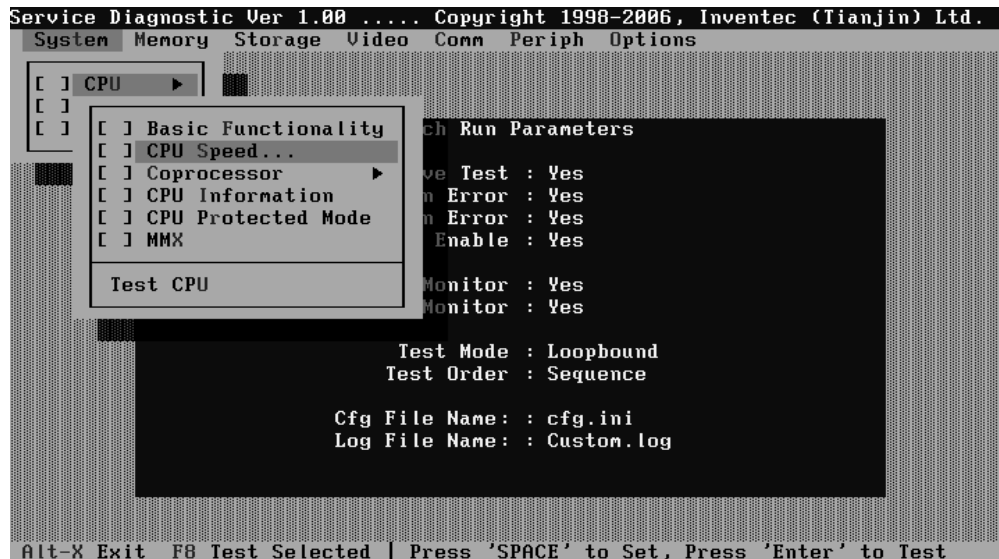 Service Diagnostic Ver 1.00 ..... Copyright 1998-2006, Inventec (Tianjin) Ltd.
System Memory Storage Video Comm Periph Options
[ ] CPU ►
[ ]
[ ]
[ ] Basic Functionality
[ ] CPU Speed...
[ ] Coprocessor ►
[ ] CPU Information
[ ] CPU Protected Mode
[ ] MMX
Test CPU
ch Run Parameters
ve Test : Yes
n Error : Yes
n Error : Yes
Enable : Yes
Monitor : Yes
Monitor : Yes
Test Mode : Loopbound
Test Order : Sequence
Cfg File Name: : cfg.ini
Log File Name: : Custom.log
Alt-X Exit F8 Test Selected | Press 'SPACE' to Set, Press 'Enter' to Test